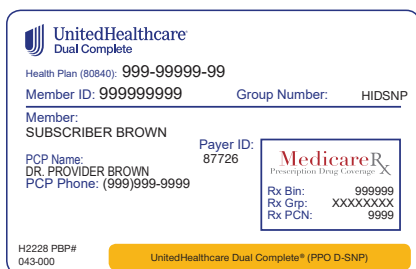 UnitedHealthcare®
Dual Complete
Health Plan (80840): 999-99999-99
Member ID: 999999999 Group Number: HIDSNP
Member:
SUBSCRIBER BROWN
Payer ID:
87726
PCP Name:
DR. PROVIDER BROWN
PCP Phone: (999)999-9999
MedicareRx
Prescription Drug Coverage
Rx Bin: 999999
Rx Grp: XXXXXXXX
Rx PCN: 9999
H2228 PBP#
043-000
UnitedHealthcare Dual Complete® (PPO D-SNP)